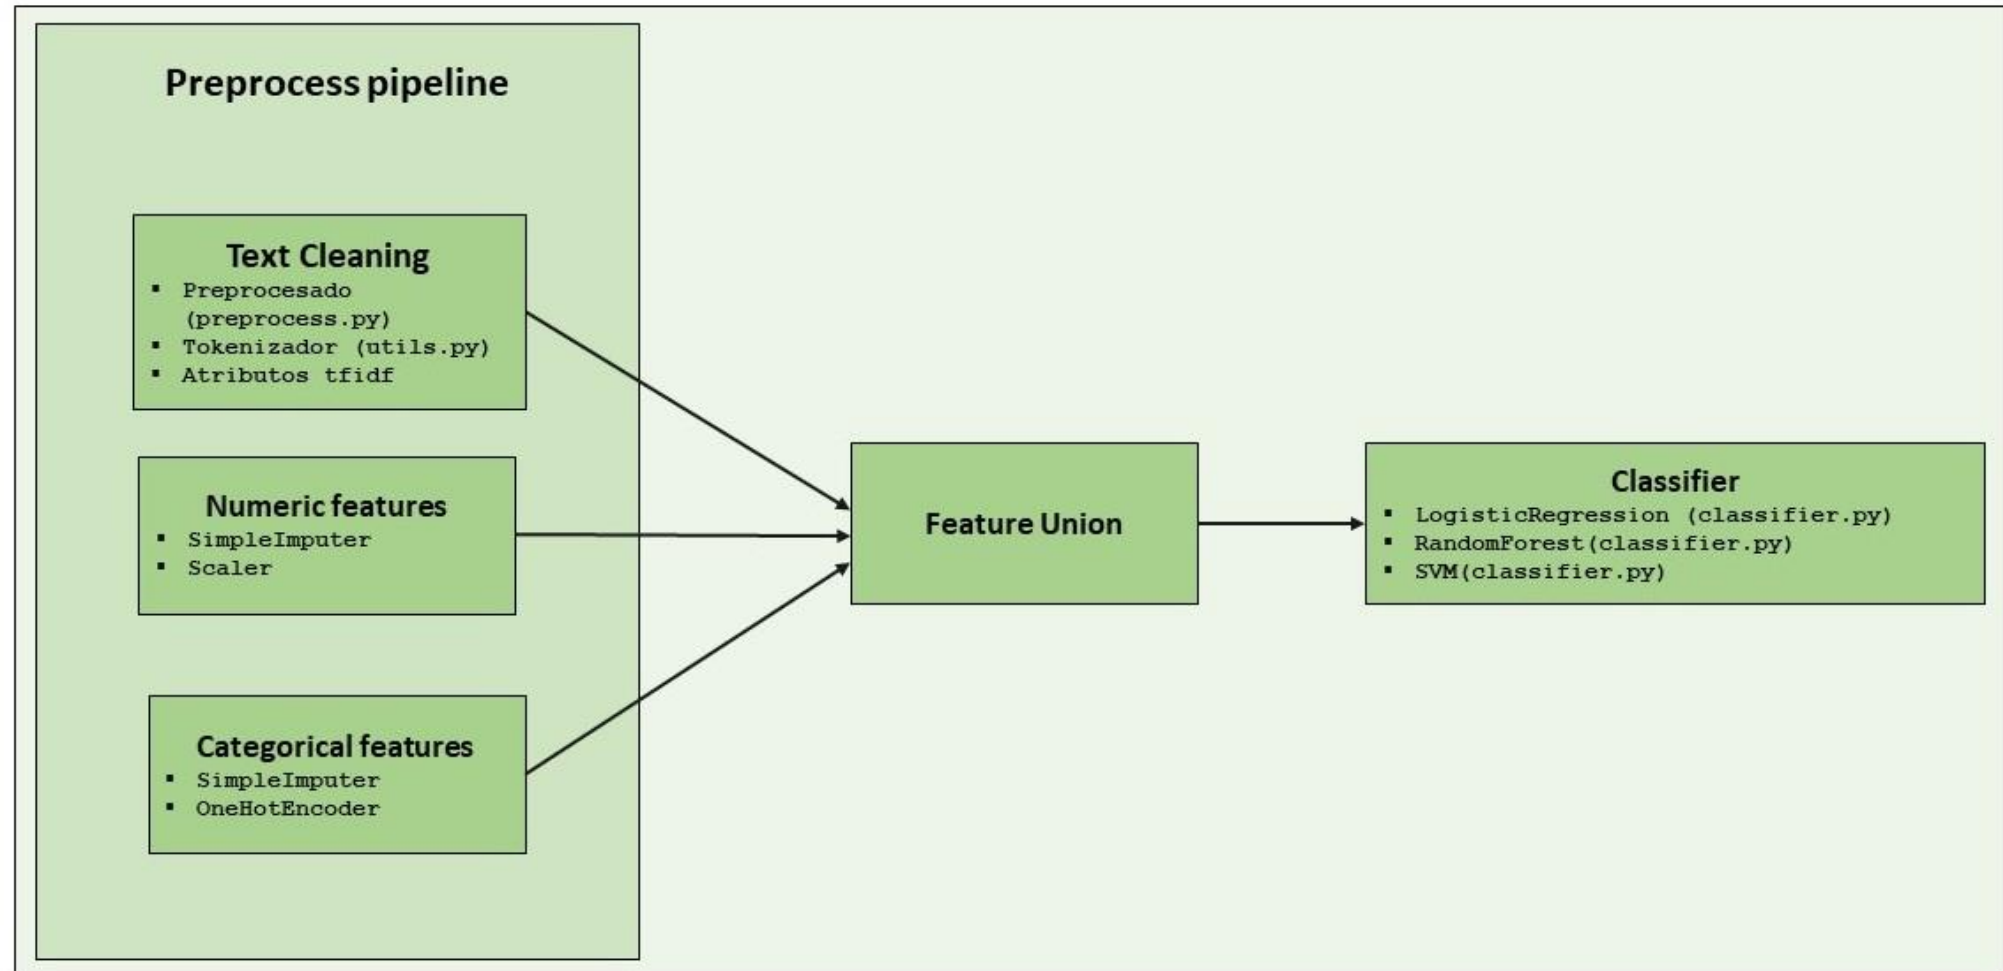 Preprocess pipeline
Text Cleaning
▪ Preprocesado
(preprocess.py)
▪ Tokenizador (utils.py)
▪ Atributos tfidf
Numeric features
▪ SimpleImputer
▪ Scaler
Categorical features
▪ SimpleImputer
▪ OneHotEncoder
Feature Union
Classifier
▪ LogisticRegression (classifier.py)
▪ RandomForest(classifier.py)
▪ SVM(classifier.py)